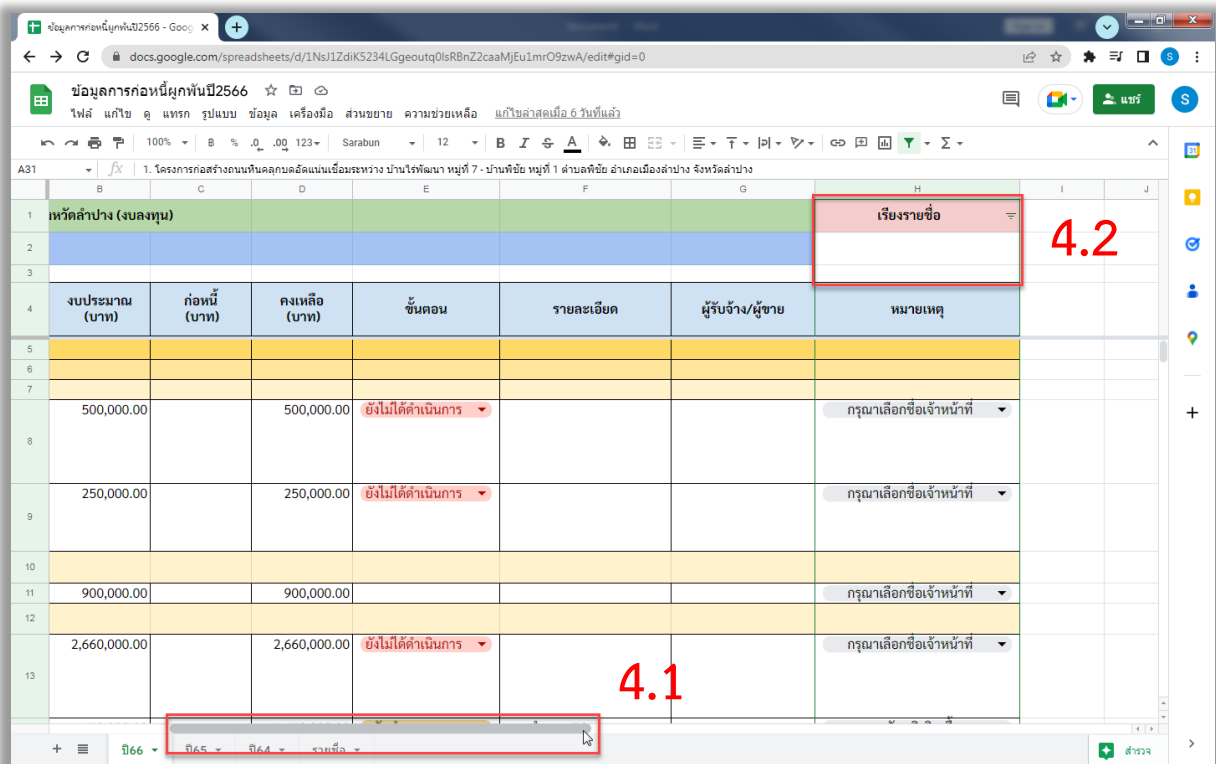 ข้อมูลการก่อหนี้ผูกพันปี2566 - Goog
docs.google.com/spreadsheets/d/1NsJ1ZdiK5234LGgeoutq0IsRBnZ2caaMjEu1mrO9zwA/edit#gid=0
S
ข้อมูลการก่อหนี้ผูกพันปี2566
แชร์
S
ไฟล์ แก้ไข ดู แทรก รูปแบบ ข้อมูล เครื่องมือ ส่วนขยาย ความช่วยเหลือ แก้ไขล่าสุดเมื่อ 6 วันที่แล้ว
100% ฿ % .0 .00 123 Sarabun 12 B I S A
31
A31 fx 1. โครงการก่อสร้างถนนหินคลุกบดอัดแน่นเชื่อมระหว่าง บ้านไร่พัฒนา หมู่ที่ 7 - บ้านพิชัย หมู่ที่ 1 ตำบลพิชัย อำเภอเมืองลำปาง จังหวัดลำปาง
B C D E F G H I J
1 หวัดลำปาง (งบลงทุน) เรียงรายชื่อ
4.2
2
3
4 งบประมาณ (บาท) ก่อหนี้ (บาท) คงเหลือ (บาท) ขั้นตอน รายละเอียด ผู้รับจ้าง/ผู้ขาย หมายเหตุ
5
6
7
8 500,000.00 500,000.00 ยังไม่ได้ดำเนินการ กรุณาเลือกชื่อเจ้าหน้าที่
9 250,000.00 250,000.00 ยังไม่ได้ดำเนินการ กรุณาเลือกชื่อเจ้าหน้าที่
10
11 900,000.00 900,000.00 กรุณาเลือกชื่อเจ้าหน้าที่
12
13 2,660,000.00 2,660,000.00 ยังไม่ได้ดำเนินการ กรุณาเลือกชื่อเจ้าหน้าที่
4.1
ปี66 ปี65 ปี64 รายชื่อ สำรวจ